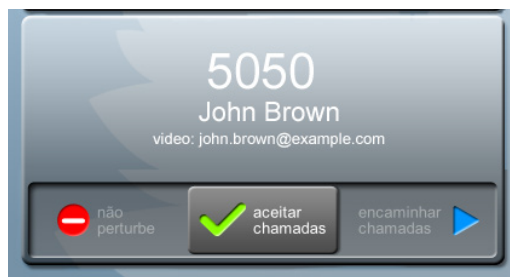 5050
John Brown
video: john.brown@example.com
não
perturbe
aceitar
chamadas
encaminhar
chamadas